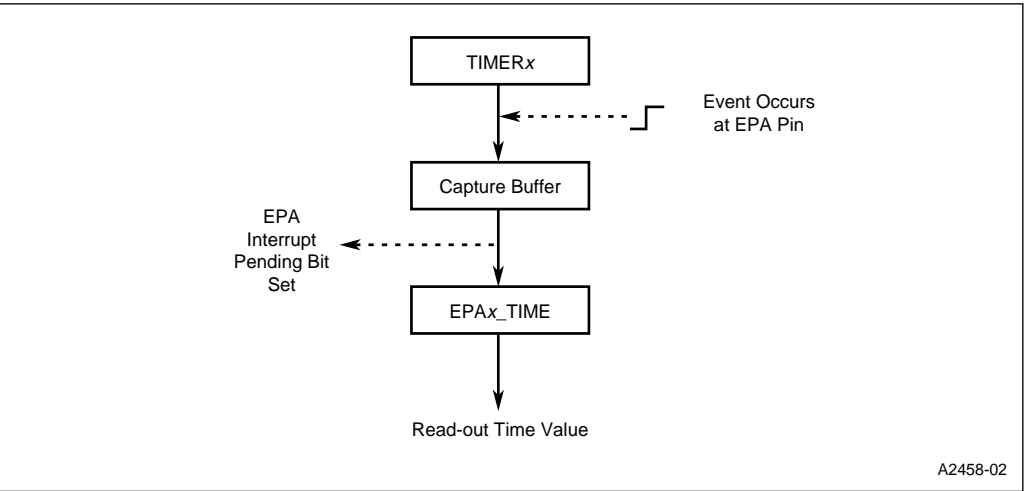 TIMERx
Event Occurs
at EPA Pin
Capture Buffer
EPA
Interrupt
Pending Bit
Set
EPAx_TIME
Read-out Time Value
A2458-02